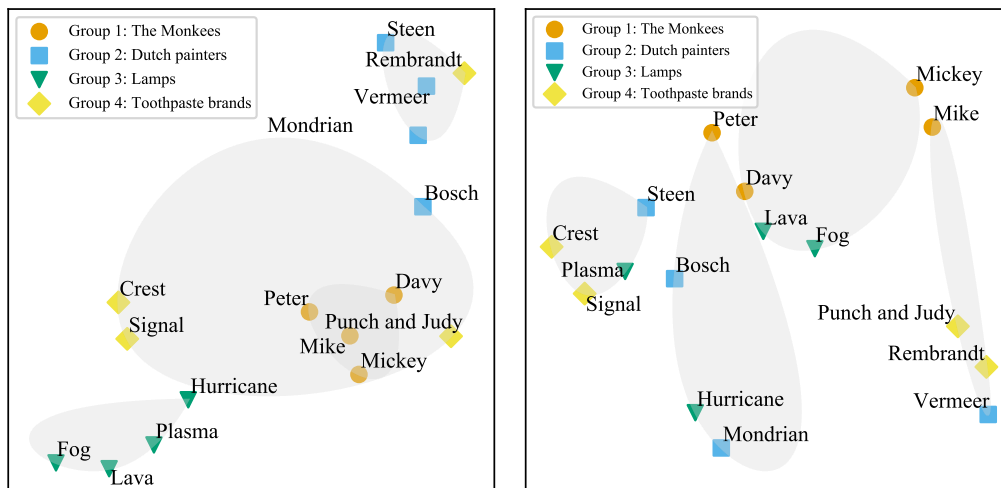 Group 1: The Monkees
Group 2: Dutch painters
Group 3: Lamps
Group 4: Toothpaste brands
Steen
Rembrandt
Vermeer
Mondrian
Bosch
Crest
Signal
Peter
Davy
Punch and Judy
Mike
Mickey
Hurricane
Plasma
Fog
Lava
Group 1: The Monkees
Group 2: Dutch painters
Group 3: Lamps
Group 4: Toothpaste brands
Mickey
Mike
Peter
Davy
Steen
Lava
Fog
Crest
Plasma
Bosch
Signal
Punch and Judy
Rembrandt
Hurricane
Vermeer
Mondrian